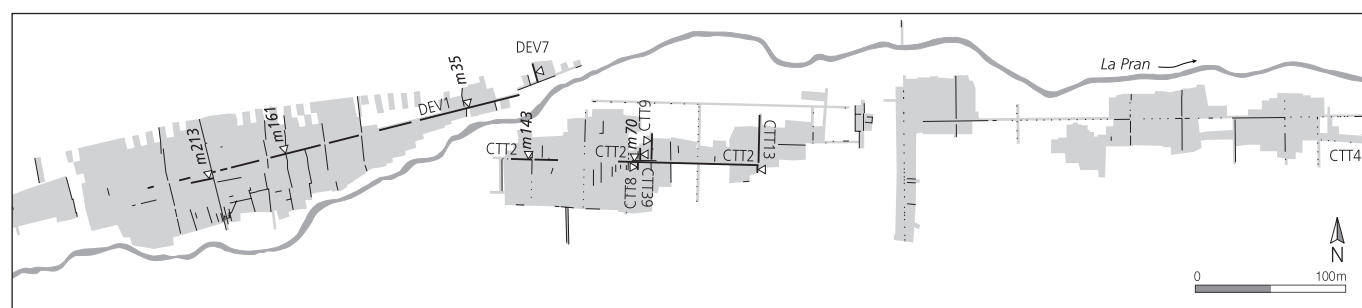 DEV7
m35
DEV1
m161
m213
La Pran
m143
CTT2
CTT2
m70
CTT9
CTT8
CTT39
CTT2
CTT13
CTT4
N
0 100m